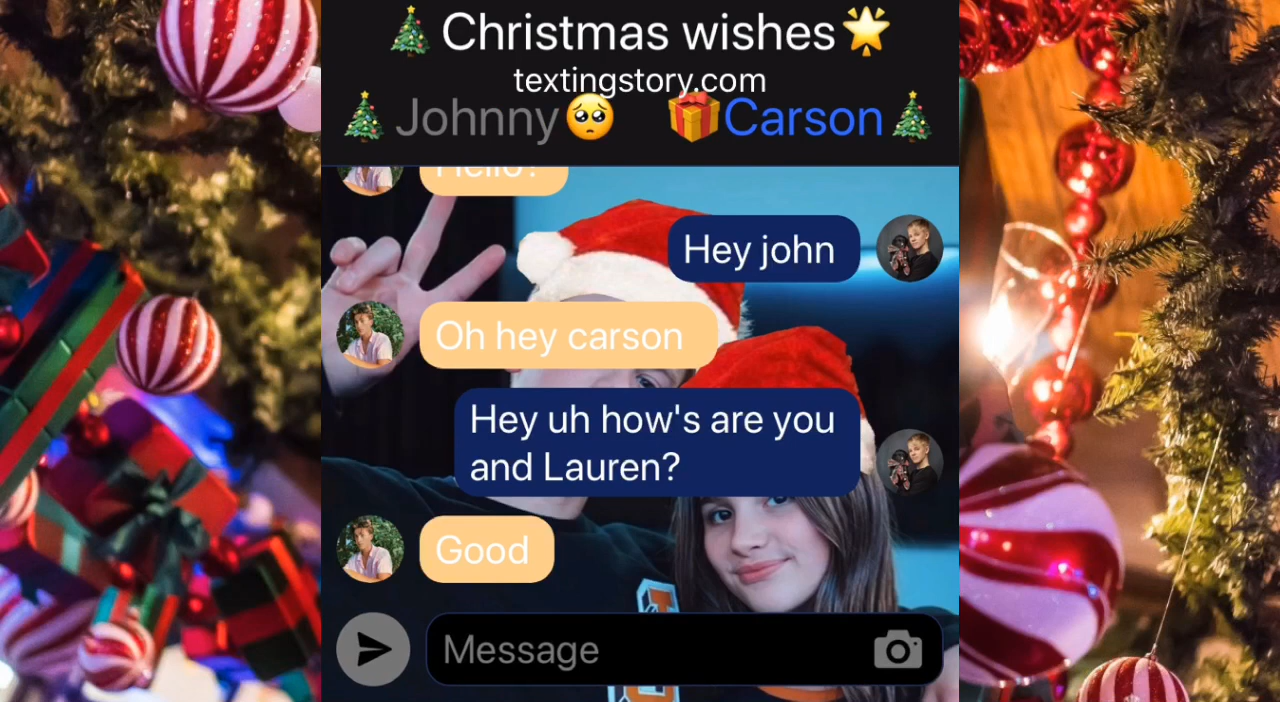 🎄Christmas wishes🌟
textingstory.com
🎄Johnny🥺 🎁Carson🎄
Hello?
Hey john
Oh hey carson
Hey uh how's are you
and Lauren?
Good
Message